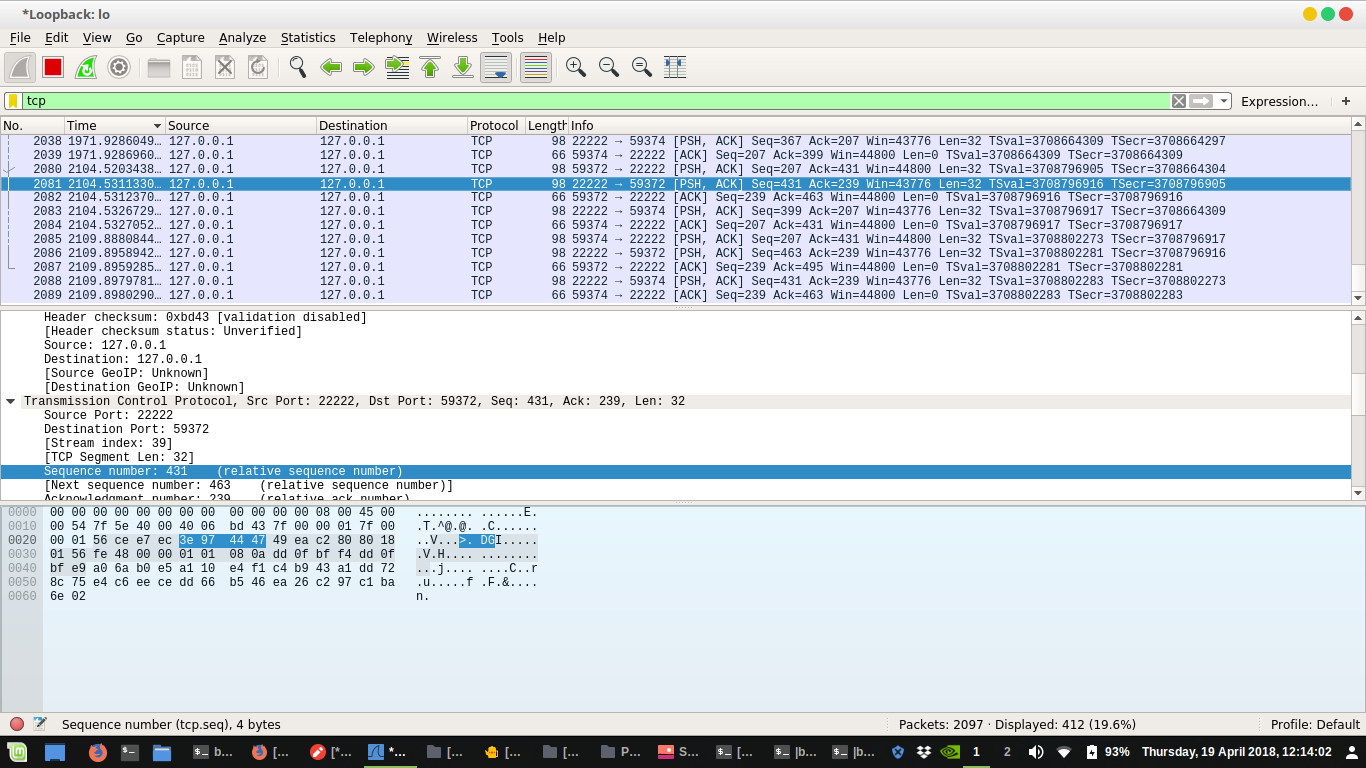 *Loopback: lo
File Edit View Go Capture Analyze Statistics Telephony Wireless Tools Help
tcp Expression… +
No. Time Source Destination Protocol Length Info
2038 1971.9286049… 127.0.0.1 127.0.0.1 TCP 98 22222 → 59374 [PSH, ACK] Seq=367 Ack=207 Win=43776 Len=32 TSval=3708664309 TSecr=3708664297
2039 1971.9286960… 127.0.0.1 127.0.0.1 TCP 66 59374 → 22222 [ACK] Seq=207 Ack=399 Win=44800 Len=0 TSval=3708664309 TSecr=3708664309
2080 2104.5203438… 127.0.0.1 127.0.0.1 TCP 98 59372 → 22222 [PSH, ACK] Seq=207 Ack=431 Win=44800 Len=32 TSval=3708796905 TSecr=3708664304
2081 2104.5311330… 127.0.0.1 127.0.0.1 TCP 98 22222 → 59372 [PSH, ACK] Seq=431 Ack=239 Win=43776 Len=32 TSval=3708796916 TSecr=3708796905
2082 2104.5312370… 127.0.0.1 127.0.0.1 TCP 66 59372 → 22222 [ACK] Seq=239 Ack=463 Win=44800 Len=0 TSval=3708796916 TSecr=3708796916
2083 2104.5326729… 127.0.0.1 127.0.0.1 TCP 98 22222 → 59374 [PSH, ACK] Seq=399 Ack=207 Win=43776 Len=32 TSval=3708796917 TSecr=3708664309
2084 2104.5327052… 127.0.0.1 127.0.0.1 TCP 66 59374 → 22222 [ACK] Seq=207 Ack=431 Win=44800 Len=0 TSval=3708796917 TSecr=3708796917
2085 2109.8880844… 127.0.0.1 127.0.0.1 TCP 98 59374 → 22222 [PSH, ACK] Seq=207 Ack=431 Win=44800 Len=32 TSval=3708802273 TSecr=3708796917
2086 2109.8958942… 127.0.0.1 127.0.0.1 TCP 98 22222 → 59372 [PSH, ACK] Seq=463 Ack=239 Win=43776 Len=32 TSval=3708802281 TSecr=3708796916
2087 2109.8959285… 127.0.0.1 127.0.0.1 TCP 66 59372 → 22222 [ACK] Seq=239 Ack=495 Win=44800 Len=0 TSval=3708802281 TSecr=3708802281
2088 2109.8979781… 127.0.0.1 127.0.0.1 TCP 98 22222 → 59374 [PSH, ACK] Seq=431 Ack=239 Win=43776 Len=32 TSval=3708802283 TSecr=3708802273
2089 2109.8980290… 127.0.0.1 127.0.0.1 TCP 66 59374 → 22222 [ACK] Seq=239 Ack=463 Win=44800 Len=0 TSval=3708802283 TSecr=3708802283
Header checksum: 0xbd43 [validation disabled]
[Header checksum status: Unverified]
Source: 127.0.0.1
Destination: 127.0.0.1
[Source GeoIP: Unknown]
[Destination GeoIP: Unknown]
Transmission Control Protocol, Src Port: 22222, Dst Port: 59372, Seq: 431, Ack: 239, Len: 32
Source Port: 22222
Destination Port: 59372
[Stream index: 39]
[TCP Segment Len: 32]
Sequence number: 431 (relative sequence number)
[Next sequence number: 463 (relative sequence number)]
Acknowledgment number: 239 (relative ack number)
0000 00 00 00 00 00 00 00 00 00 00 00 00 08 00 45 00 ........ ......E.
0010 00 54 7f 5e 40 00 40 06 bd 43 7f 00 00 01 7f 00 .T.^@.@. .C......
0020 00 01 56 ce e7 ec 3e 97 44 47 49 ea c2 80 80 18 ..V...>. DGI.....
0030 01 56 fe 48 00 00 01 01 08 0a dd 0f bf f4 dd 0f .V.H.... ........
0040 bf e9 a0 6a b0 e5 a1 10 e4 f1 c4 b9 43 a1 dd 72 ...j.... ....C..r
0050 8c 75 e4 c6 ee ce dd 66 b5 46 ea 26 c2 97 c1 ba .u.....f .F.&....
0060 6e 02 n.
Sequence number (tcp.seq), 4 bytes Packets: 2097 · Displayed: 412 (19.6%) Profile: Default
b… [… [*… *… [… [… [… P… S… [… |b… |b… 1 2 93% Thursday, 19 April 2018, 12:14:02